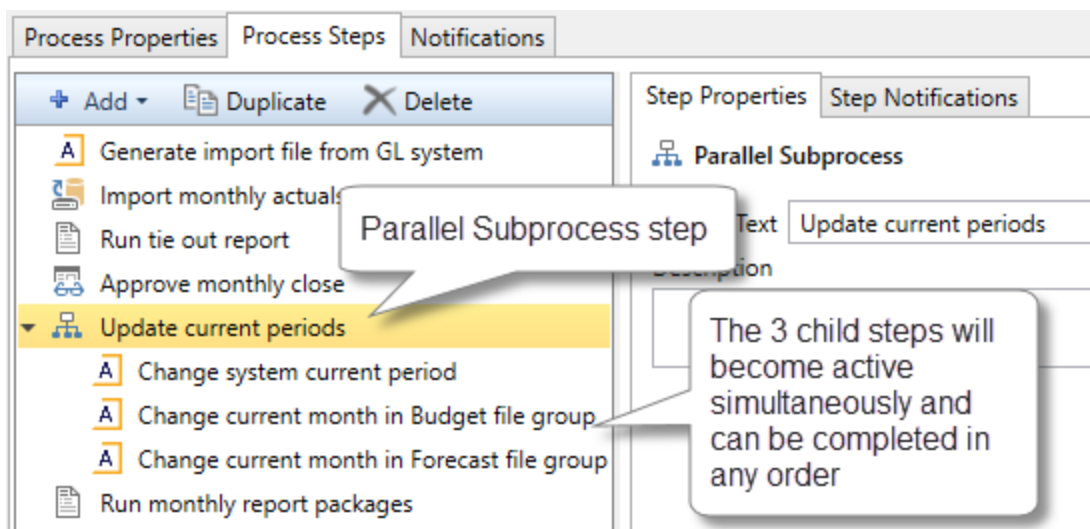 Process Properties Process Steps Notifications
Add Duplicate Delete
A Generate import file from GL system
Import monthly actuals
Run tie out report
Approve monthly close
Update current periods
A Change system current period
A Change current month in Budget file group
A Change current month in Forecast file group
Run monthly report packages
Parallel Subprocess step
Step Properties Step Notifications
Parallel Subprocess
Text Update current periods
Description
The 3 child steps will
become active
simultaneously and
can be completed in
any order